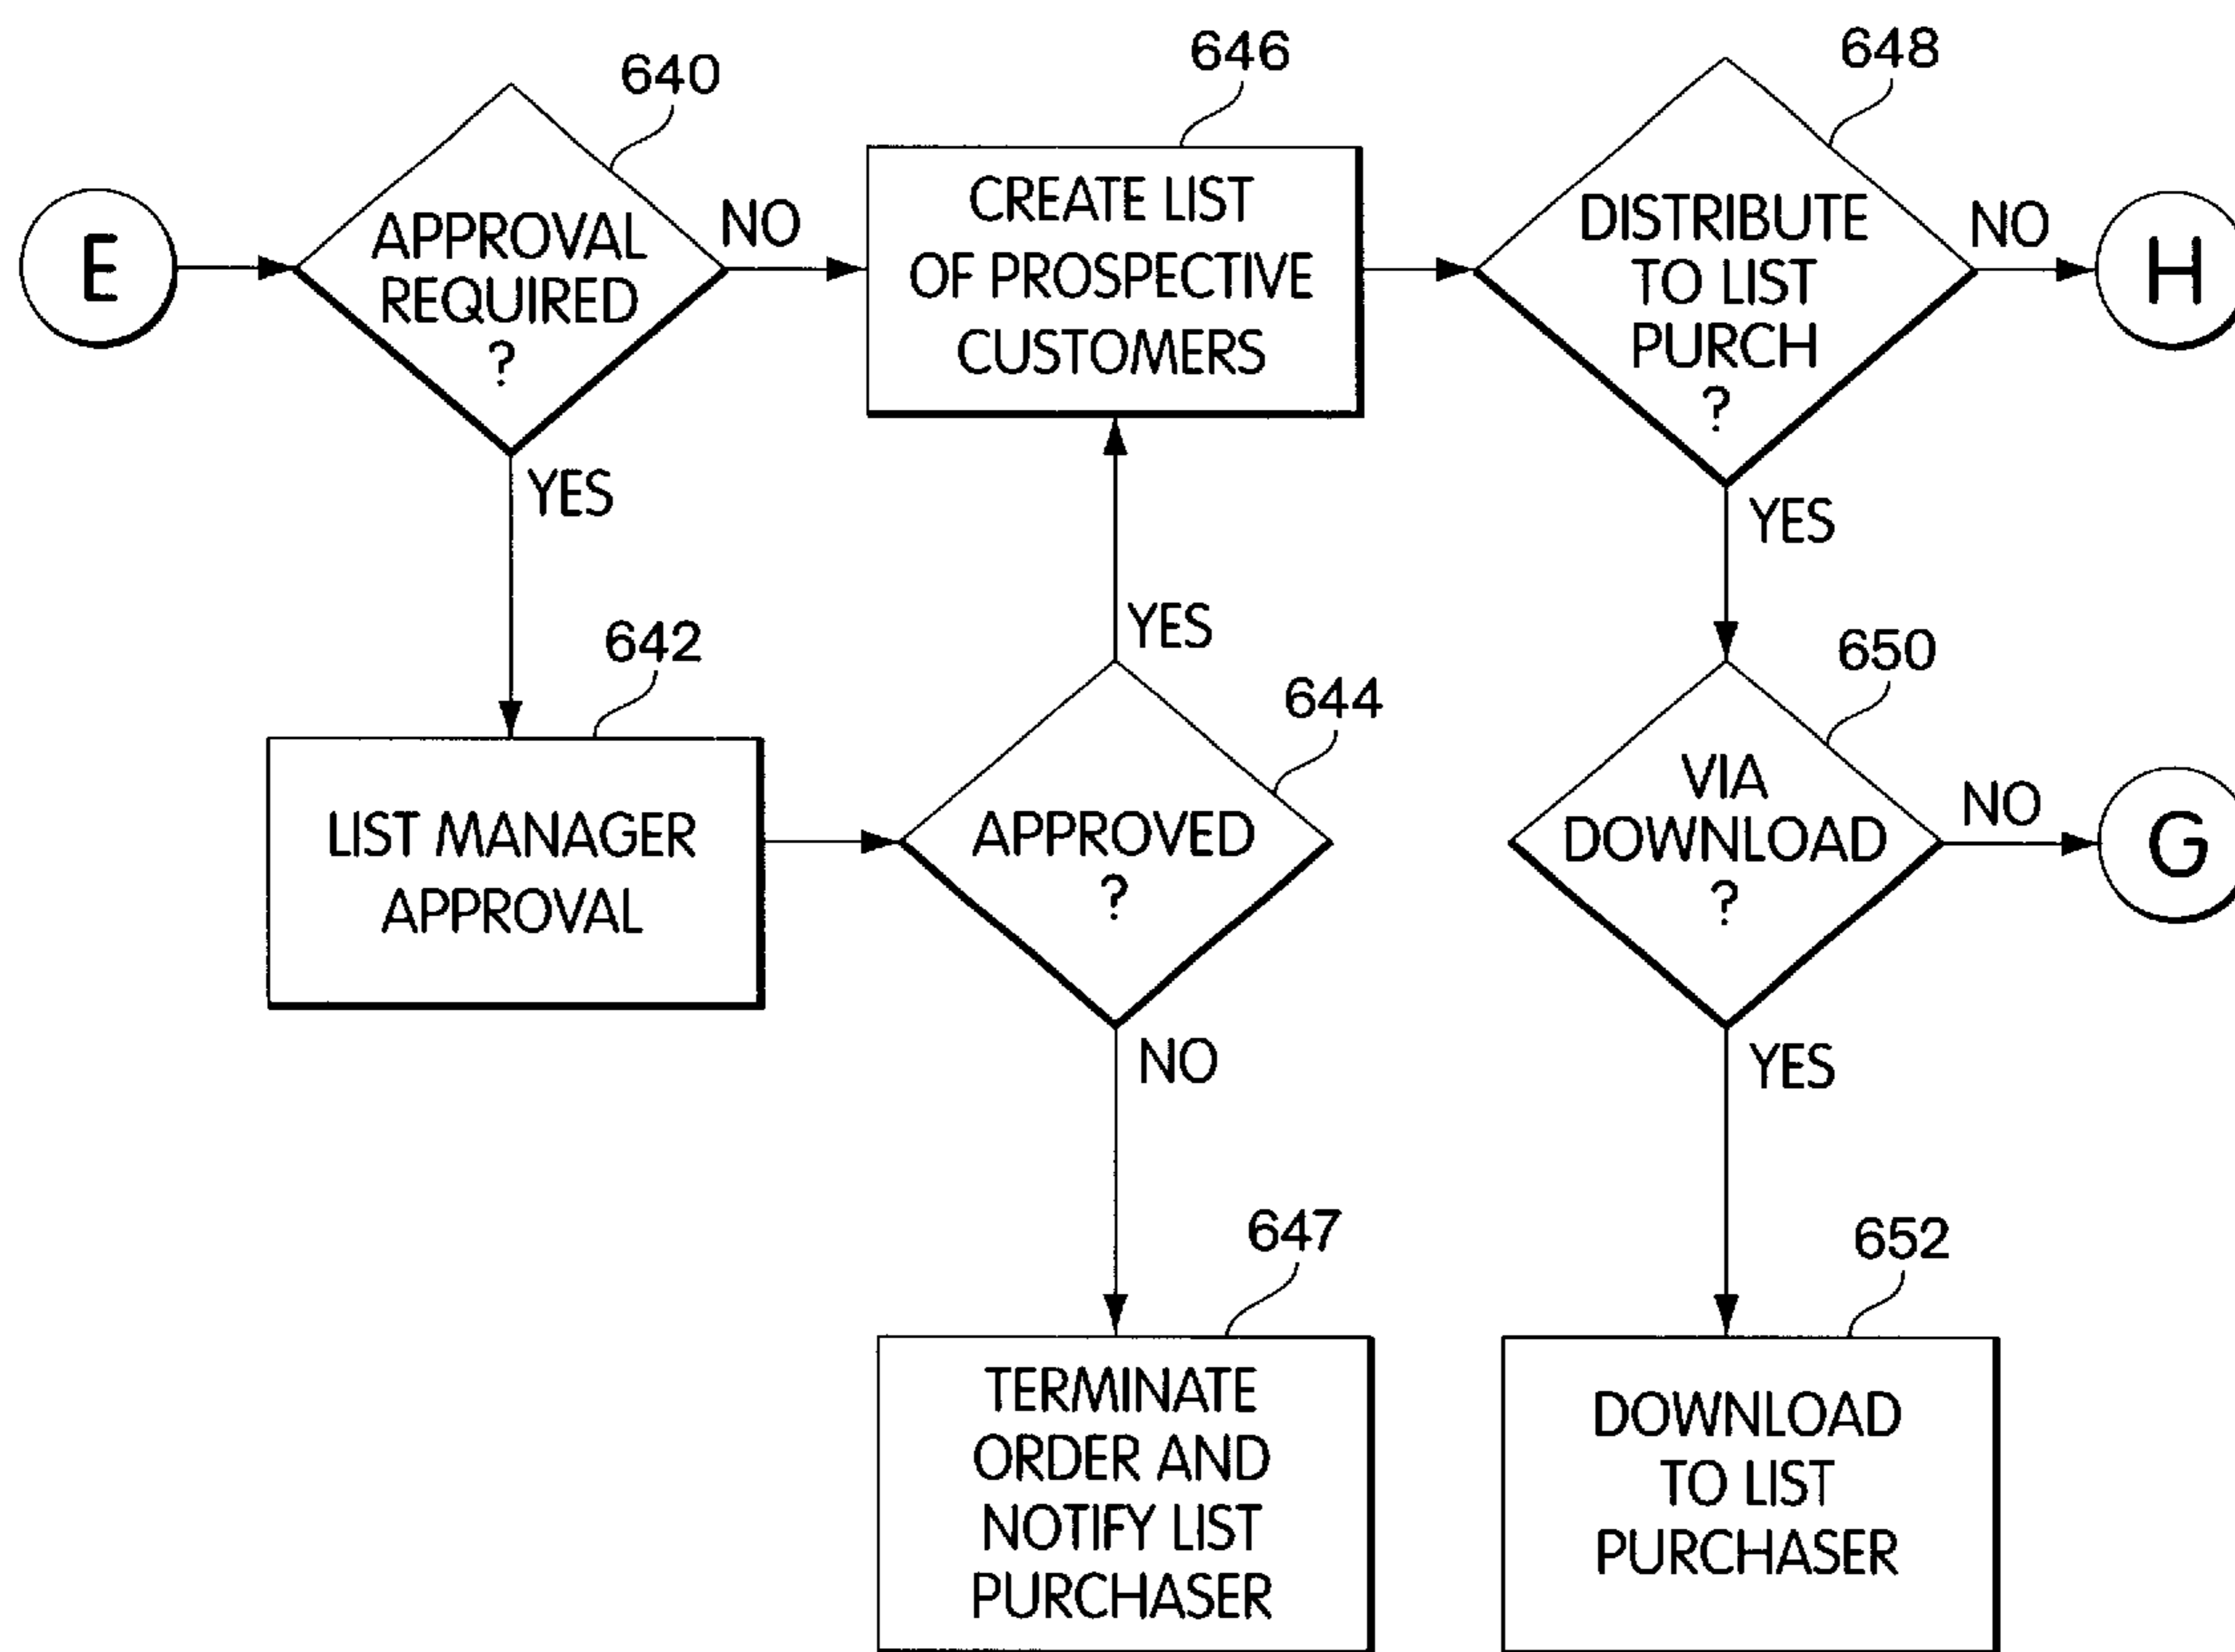 640
646
648
E
APPROVAL
REQUIRED
?
NO
CREATE LIST
OF PROSPECTIVE
CUSTOMERS
DISTRIBUTE
TO LIST
PURCH
?
NO
H
YES
YES
YES
642
644
650
LIST MANAGER
APPROVAL
APPROVED
?
VIA
DOWNLOAD
?
NO
G
NO
YES
647
652
TERMINATE
ORDER AND
NOTIFY LIST
PURCHASER
DOWNLOAD
TO LIST
PURCHASER